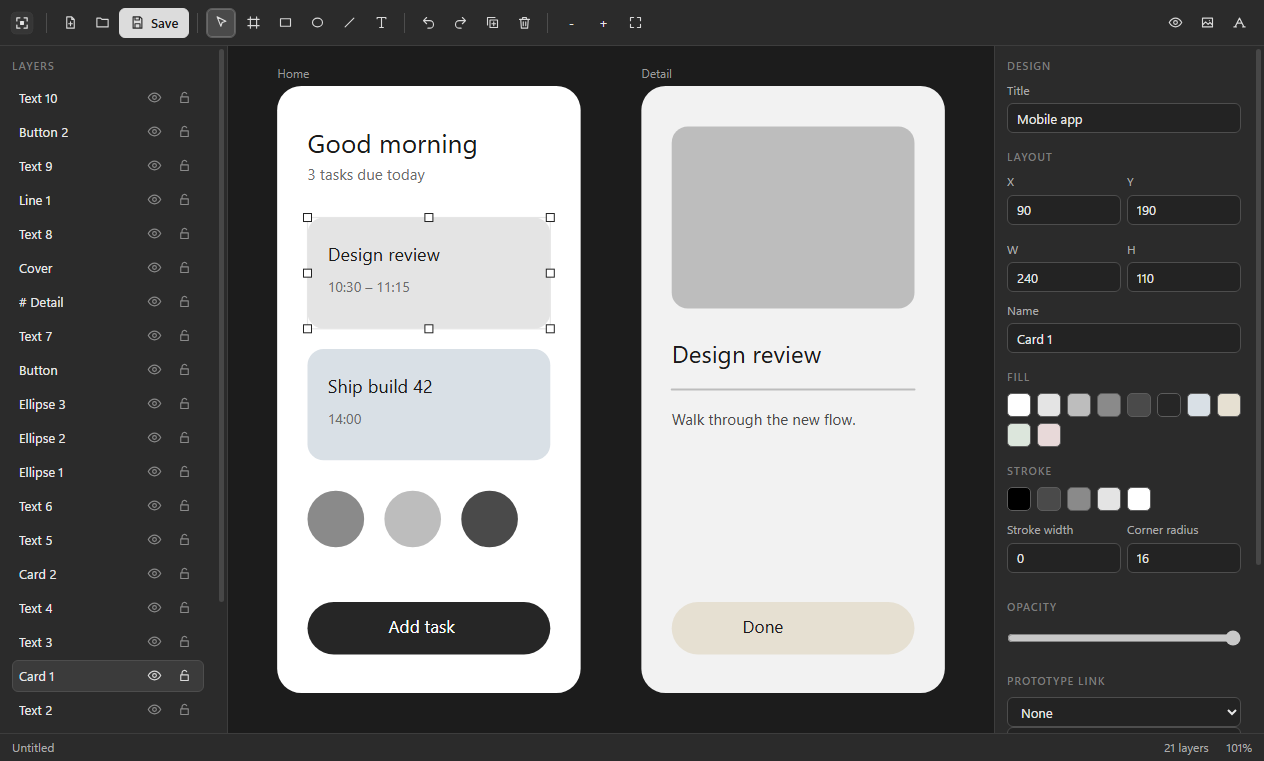 Save
T
-
+
A
LAYERS
Text 10
Button 2
Text 9
Line 1
Text 8
Cover
# Detail
Text 7
Button
Ellipse 3
Ellipse 2
Ellipse 1
Text 6
Text 5
Card 2
Text 4
Text 3
Card 1
Text 2
Home
Good morning
3 tasks due today
Design review
10:30 – 11:15
Ship build 42
14:00
Add task
Detail
Design review
Walk through the new flow.
Done
DESIGN
Title
Mobile app
LAYOUT
X Y
90 190
W H
240 110
Name
Card 1
FILL
STROKE
Stroke width Corner radius
0 16
OPACITY
PROTOTYPE LINK
None
Untitled
21 layers 101%